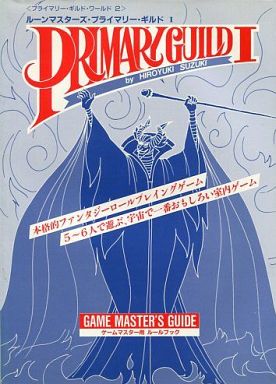 〈プライマリー・ギルド・ワールド 2〉
ルーンマスターズ・プライマリー・ギルド I
PRIMARY GUILD I
by HIROYUKI SUZUKI
本格的ファンタジーロールプレイングゲーム
5〜6人で遊ぶ、宇宙で一番おもしろい室内ゲーム
GAME MASTER'S GUIDE
ゲームマスター用 ルールブック